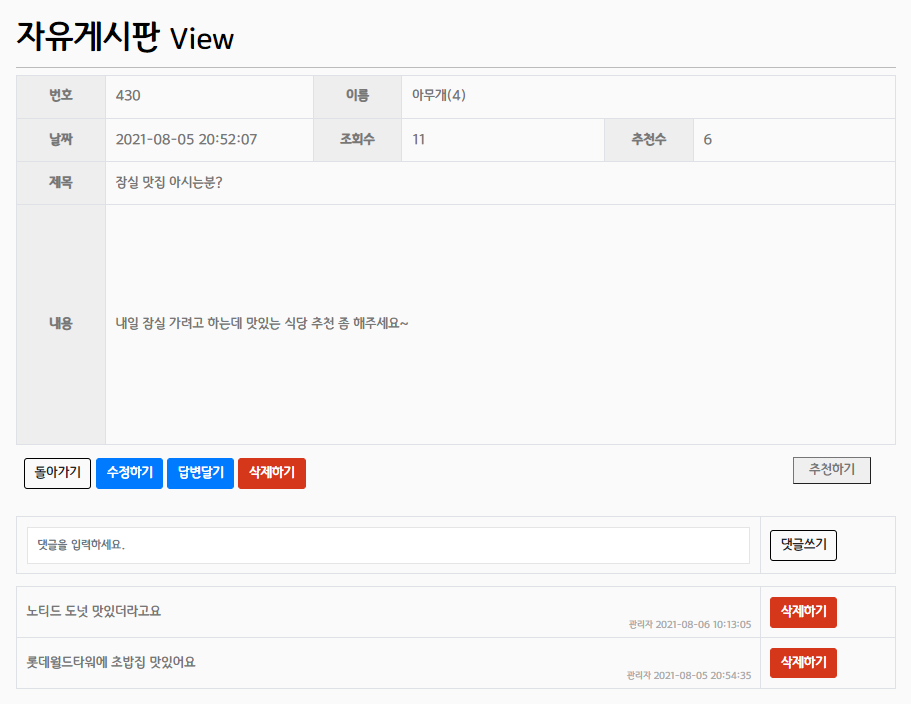 자유게시판 View
번호 430 이름 아무개(4)
날짜 2021-08-05 20:52:07 조회수 11 추천수 6
제목 잠실 맛집 아시는분?
내용 내일 잠실 가려고 하는데 맛있는 식당 추천 좀 해주세요~
돌아가기 수정하기 답변달기 삭제하기 추천하기
댓글을 입력하세요. 댓글쓰기
노티드 도넛 맛있더라고요 삭제하기
관리자 2021-08-06 10:13:05
롯데월드타워에 초밥집 맛있어요 삭제하기
관리자 2021-08-05 20:54:35